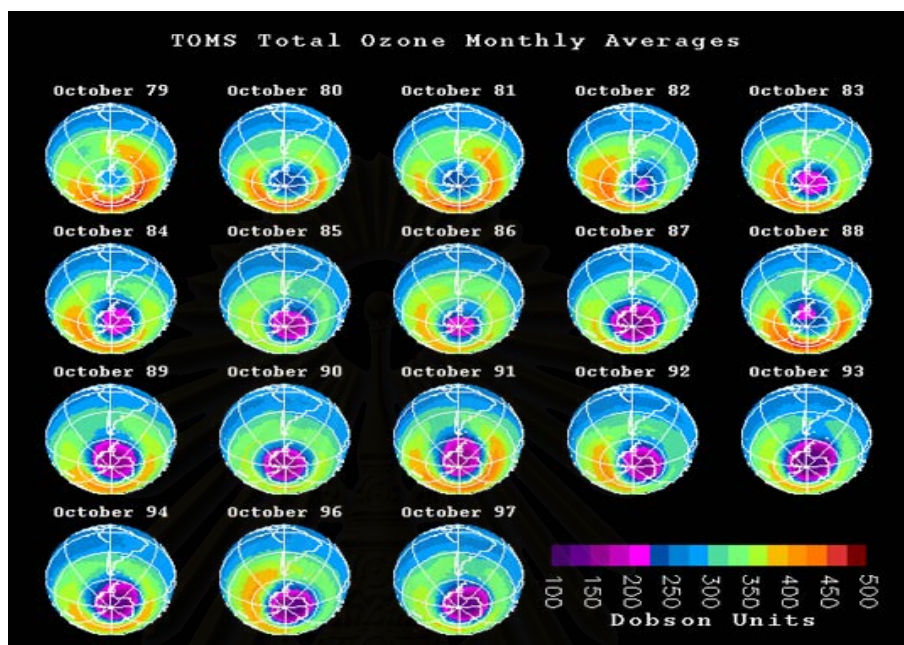 TOMS Total Ozone Monthly Averages
October 79 October 80 October 81 October 82 October 83
October 84 October 85 October 86 October 87 October 88
October 89 October 90 October 91 October 92 October 93
October 94 October 96 October 97
100 150 200 250 300 350 400 450 500
Dobson Units